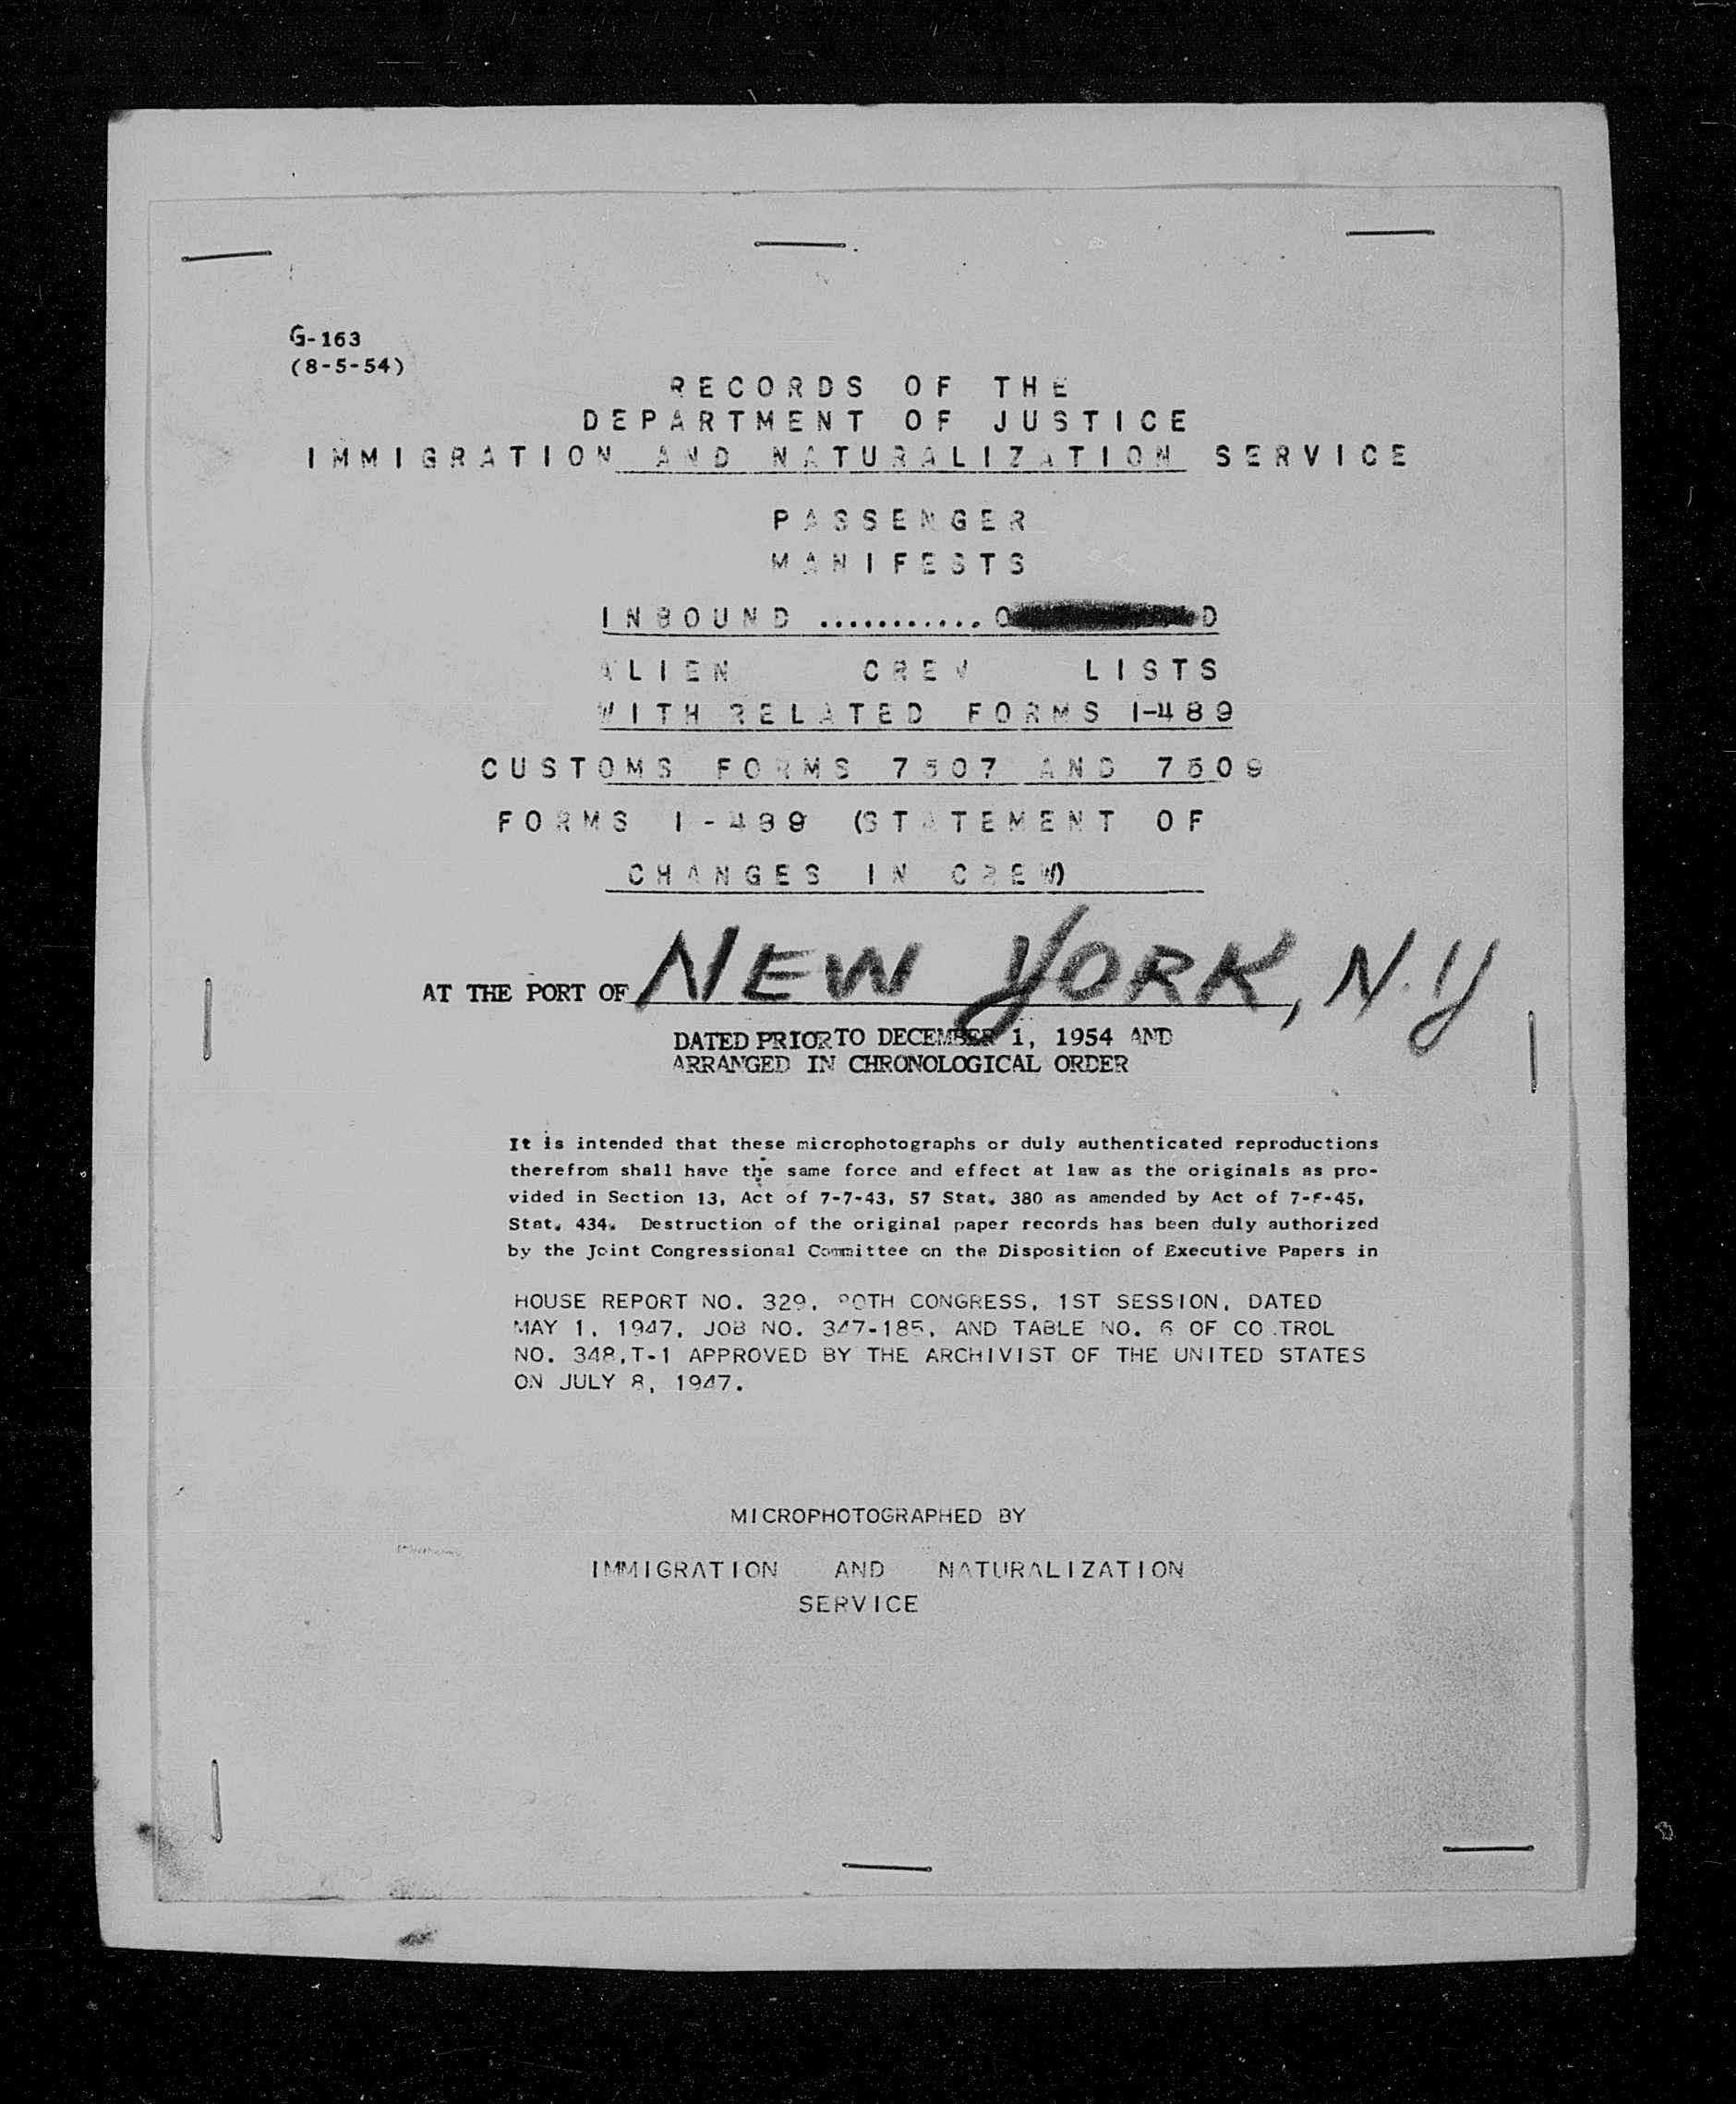 G-163
(8-5-54)
RECORDS OF THE
DEPARTMENT OF JUSTICE
IMMIGRATION AND NATURALIZATION SERVICE
PASSENGER
MANIFESTS
INBOUND ...........
ALIEN CREW LISTS
WITH RELATED FORMS I-489
CUSTOMS FORMS 7507 AND 7509
FORMS I-489 (STATEMENT OF
CHANGES IN CREW)
AT THE PORT OF NEW YORK, N.Y
DATED PRIOR TO DECEMBER 1, 1954 AND
ARRANGED IN CHRONOLOGICAL ORDER
It is intended that these microphotographs or duly authenticated reproductions
therefrom shall have the same force and effect at law as the originals as pro-
vided in Section 13, Act of 7-7-43, 57 Stat. 380 as amended by Act of
Stat. 434. Destruction of the original paper records has been duly authorized
by the Joint Congressional Committee on the Disposition of Executive Papers in
HOUSE REPORT NO. 329, 80TH CONGRESS, 1ST SESSION, DATED
MAY 1, 1947, JOB NO. 347-185, AND TABLE NO. 6 OF CO.TROL
NO. 348,T-1 APPROVED BY THE ARCHIVIST OF THE UNITED STATES
ON JULY 8, 1947.
MICROPHOTOGRAPHED BY
IMMIGRATION AND NATURALIZATION
SERVICE